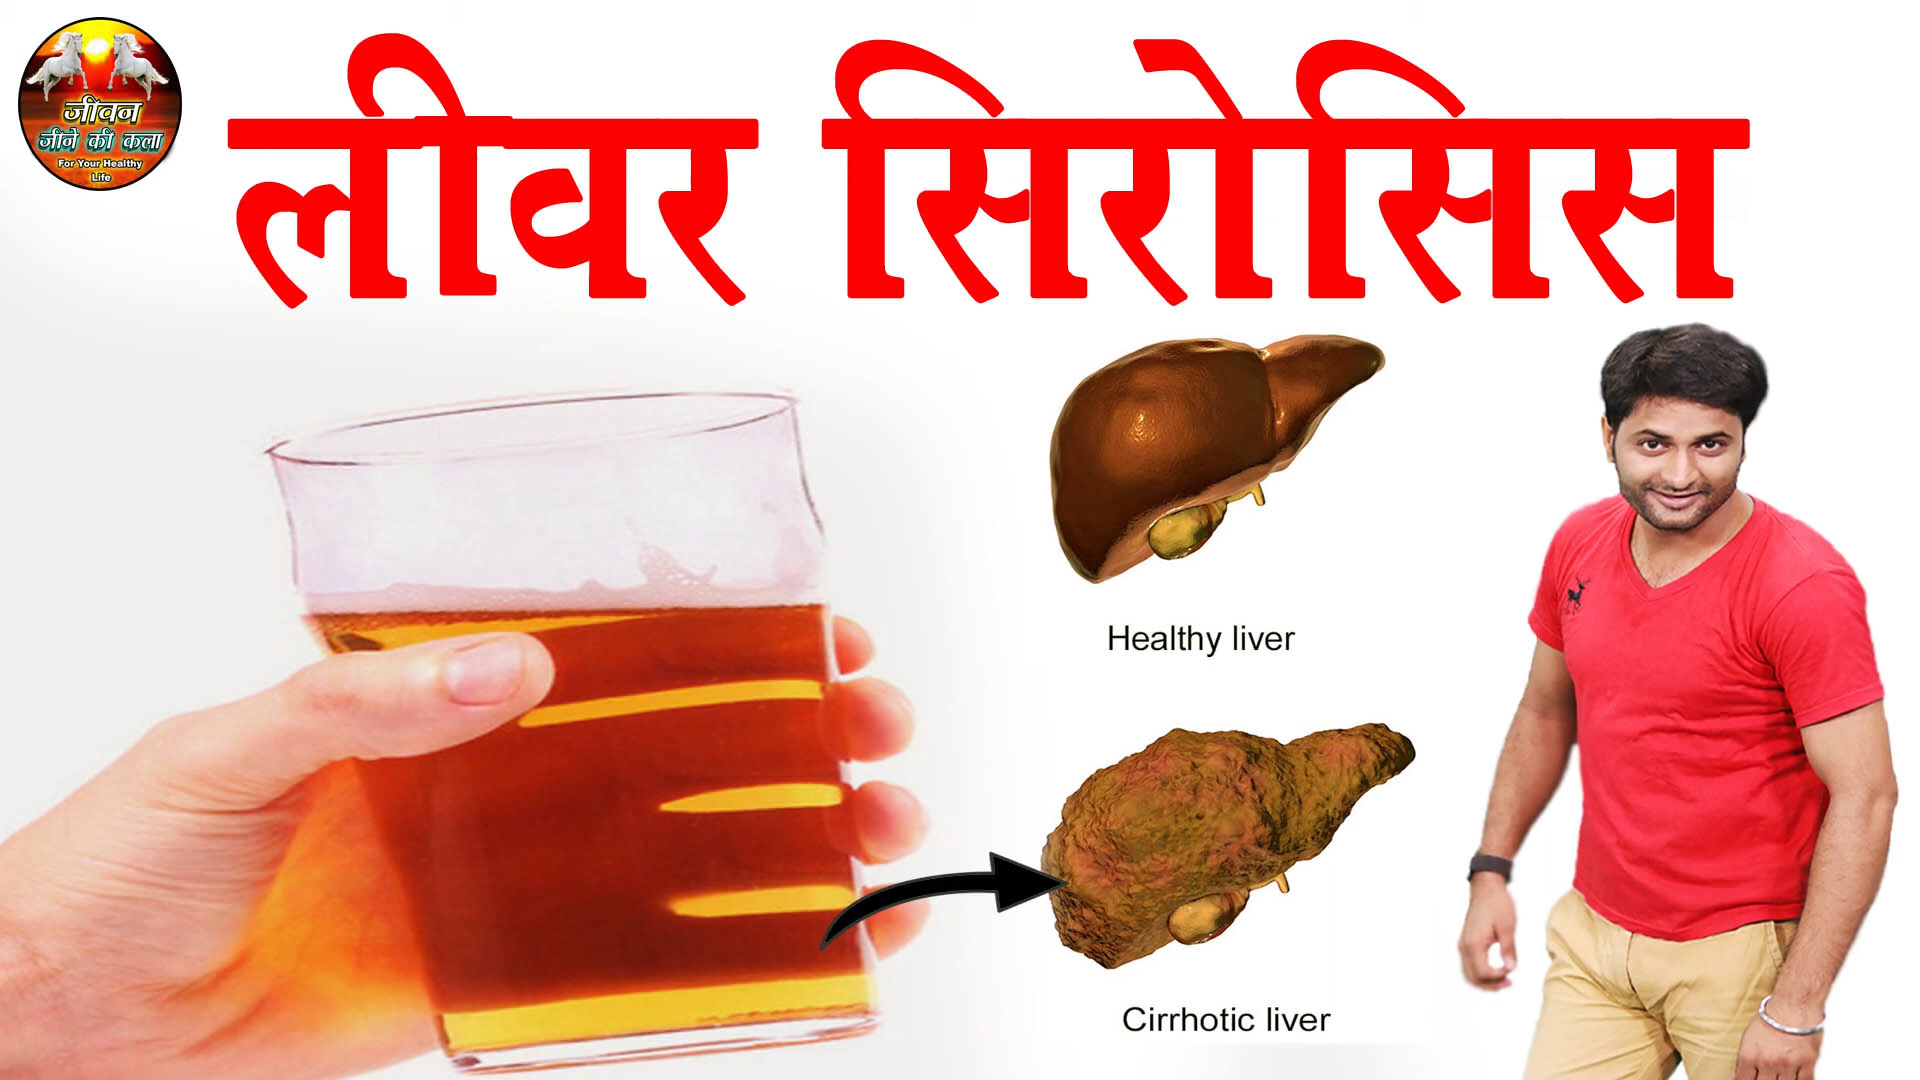 लीवर सिरोसिस
जीवन
जीने की कला
For Your Healthy
Life
Healthy liver
Cirrhotic liver